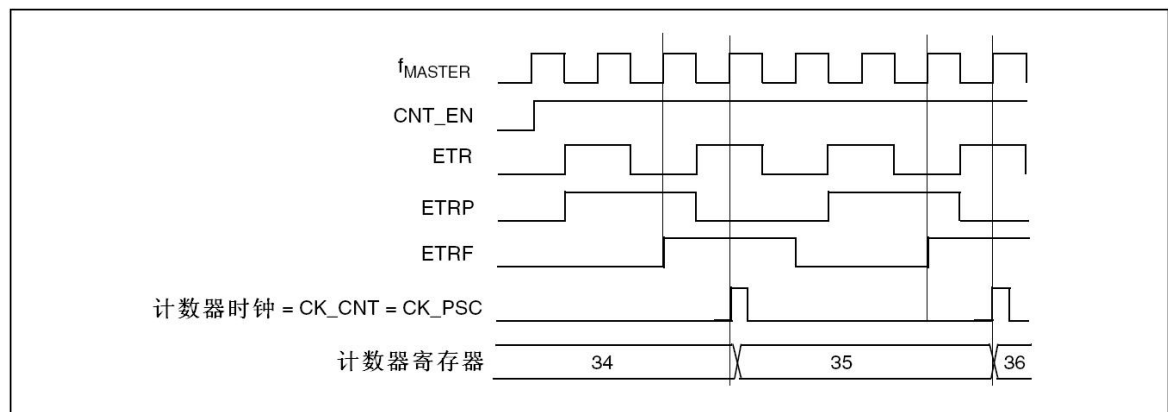 fMASTER
CNT_EN
ETR
ETRP
ETRF
计数器时钟 = CK_CNT = CK_PSC
计数器寄存器 34 35 36